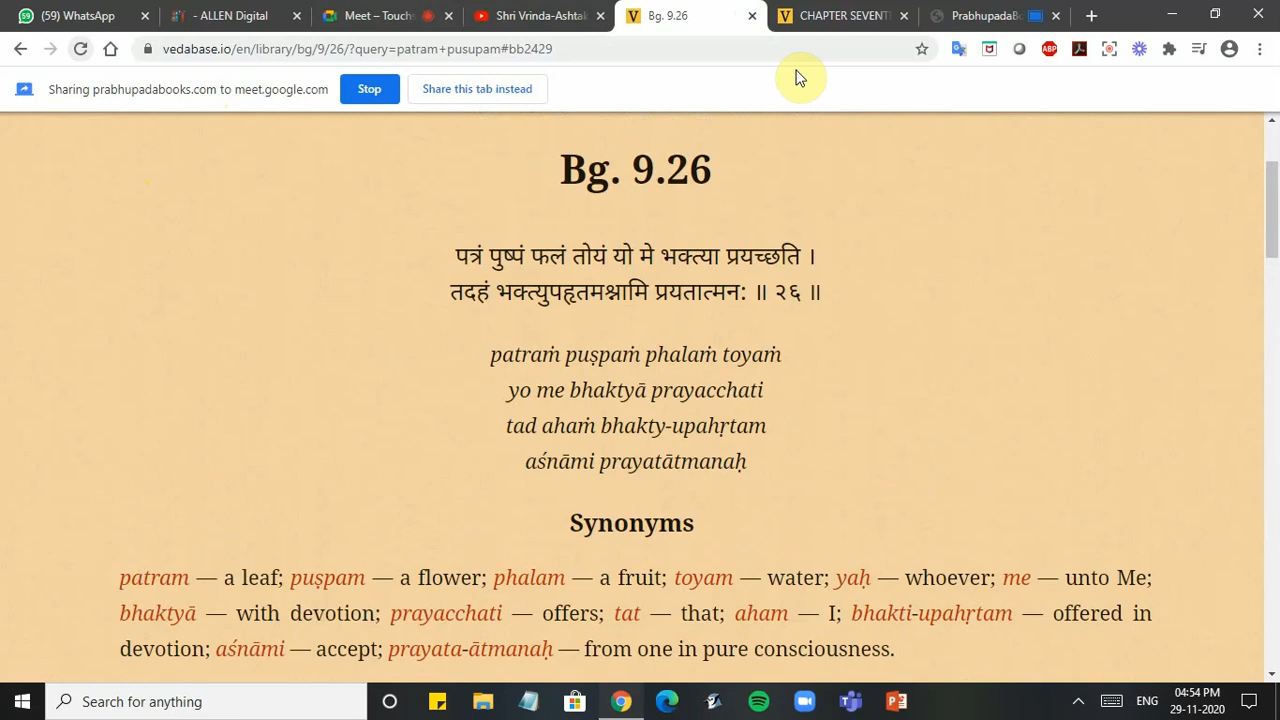 (59) WhatsApp
- ALLEN Digital
Meet – Touch
Shri Vrinda-Ashtak
Bg. 9.26
CHAPTER SEVENT
PrabhupadaBo
vedabase.io/en/library/bg/9/26/?query=patram+pusupam#bb2429
Sharing prabhupadabooks.com to meet.google.com
Stop
Share this tab instead
Bg. 9.26
पत्रं पुष्पं फलं तोयं यो मे भक्त्या प्रयच्छति ।
तदहं भक्त्युपहृतमश्नामि प्रयतात्मन: ॥ २६ ॥
patraṁ puṣpaṁ phalaṁ toyaṁ
yo me bhaktyā prayacchati
tad ahaṁ bhakty-upahṛtam
aśnāmi prayatātmanaḥ
Synonyms
patram — a leaf; puṣpam — a flower; phalam — a fruit; toyam — water; yaḥ — whoever; me — unto Me;
bhaktyā — with devotion; prayacchati — offers; tat — that; aham — I; bhakti-upahṛtam — offered in
devotion; aśnāmi — accept; prayata-ātmanaḥ — from one in pure consciousness.
Search for anything
ENG
04:54 PM
29-11-2020